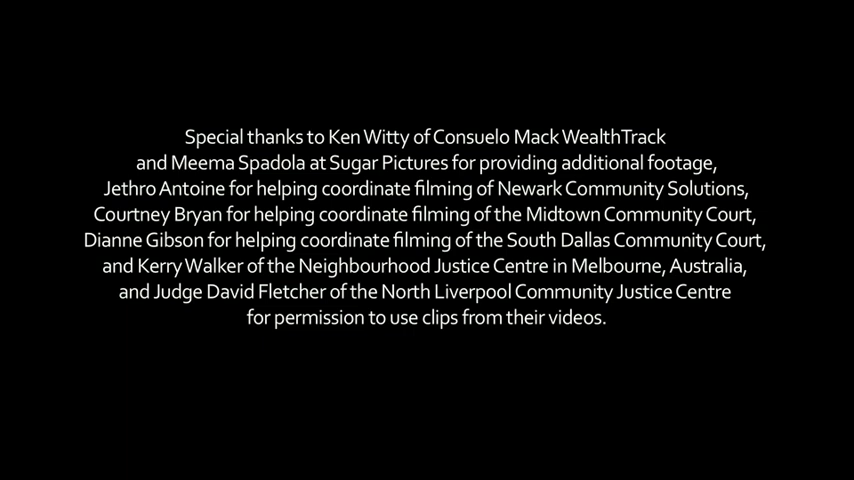 Special thanks to Ken Witty of Consuelo Mack WealthTrack
and Meema Spadola at Sugar Pictures for providing additional footage,
Jethro Antoine for helping coordinate filming of Newark Community Solutions,
Courtney Bryan for helping coordinate filming of the Midtown Community Court,
Dianne Gibson for helping coordinate filming of the South Dallas Community Court,
and Kerry Walker of the Neighbourhood Justice Centre in Melbourne, Australia,
and Judge David Fletcher of the North Liverpool Community Justice Centre
for permission to use clips from their videos.